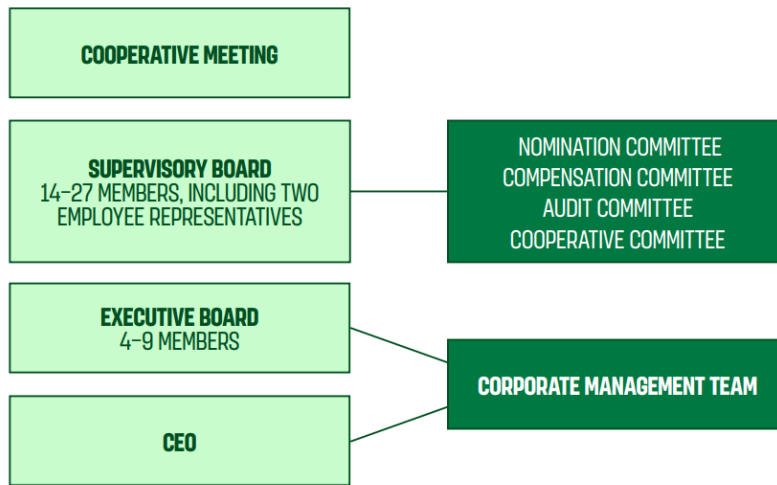 COOPERATIVE MEETING
SUPERVISORY BOARD
14–27 MEMBERS, INCLUDING TWO
EMPLOYEE REPRESENTATIVES
NOMINATION COMMITTEE
COMPENSATION COMMITTEE
AUDIT COMMITTEE
COOPERATIVE COMMITTEE
EXECUTIVE BOARD
4–9 MEMBERS
CORPORATE MANAGEMENT TEAM
CEO